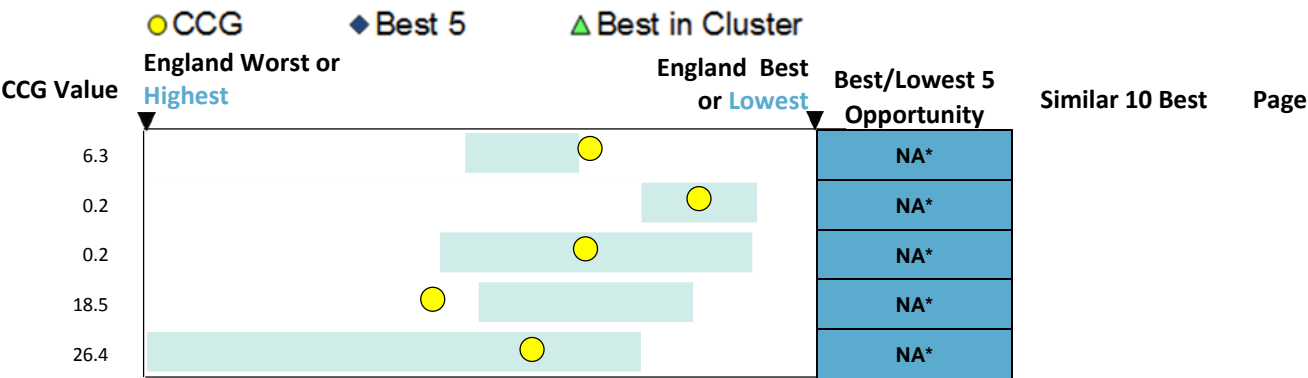 CCG Best 5 Best in Cluster
CCG Value
England Worst or
Highest
England Best
or Lowest
Best/Lowest 5
Opportunity
Similar 10 Best
Page
6.3 NA*
0.2 NA*
0.2 NA*
18.5 NA*
26.4 NA*